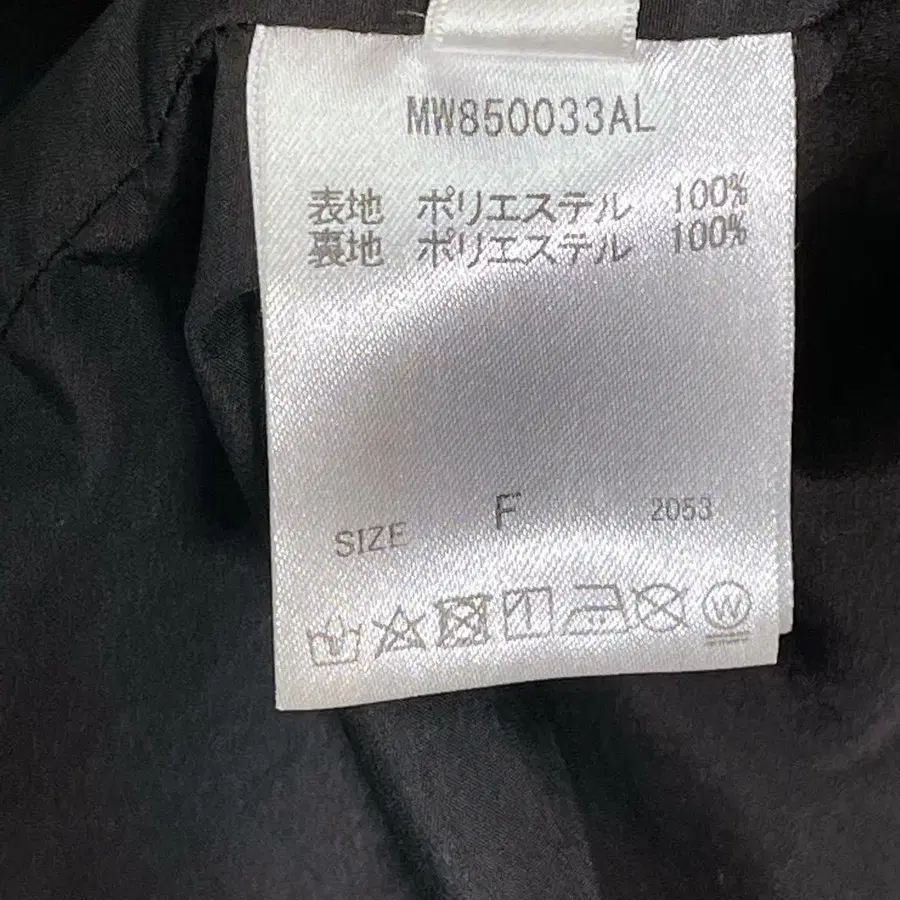 MW850033AL
表地 ポリエステル 100%
裏地 ポリエステル 100%
SIZE F 2053
W